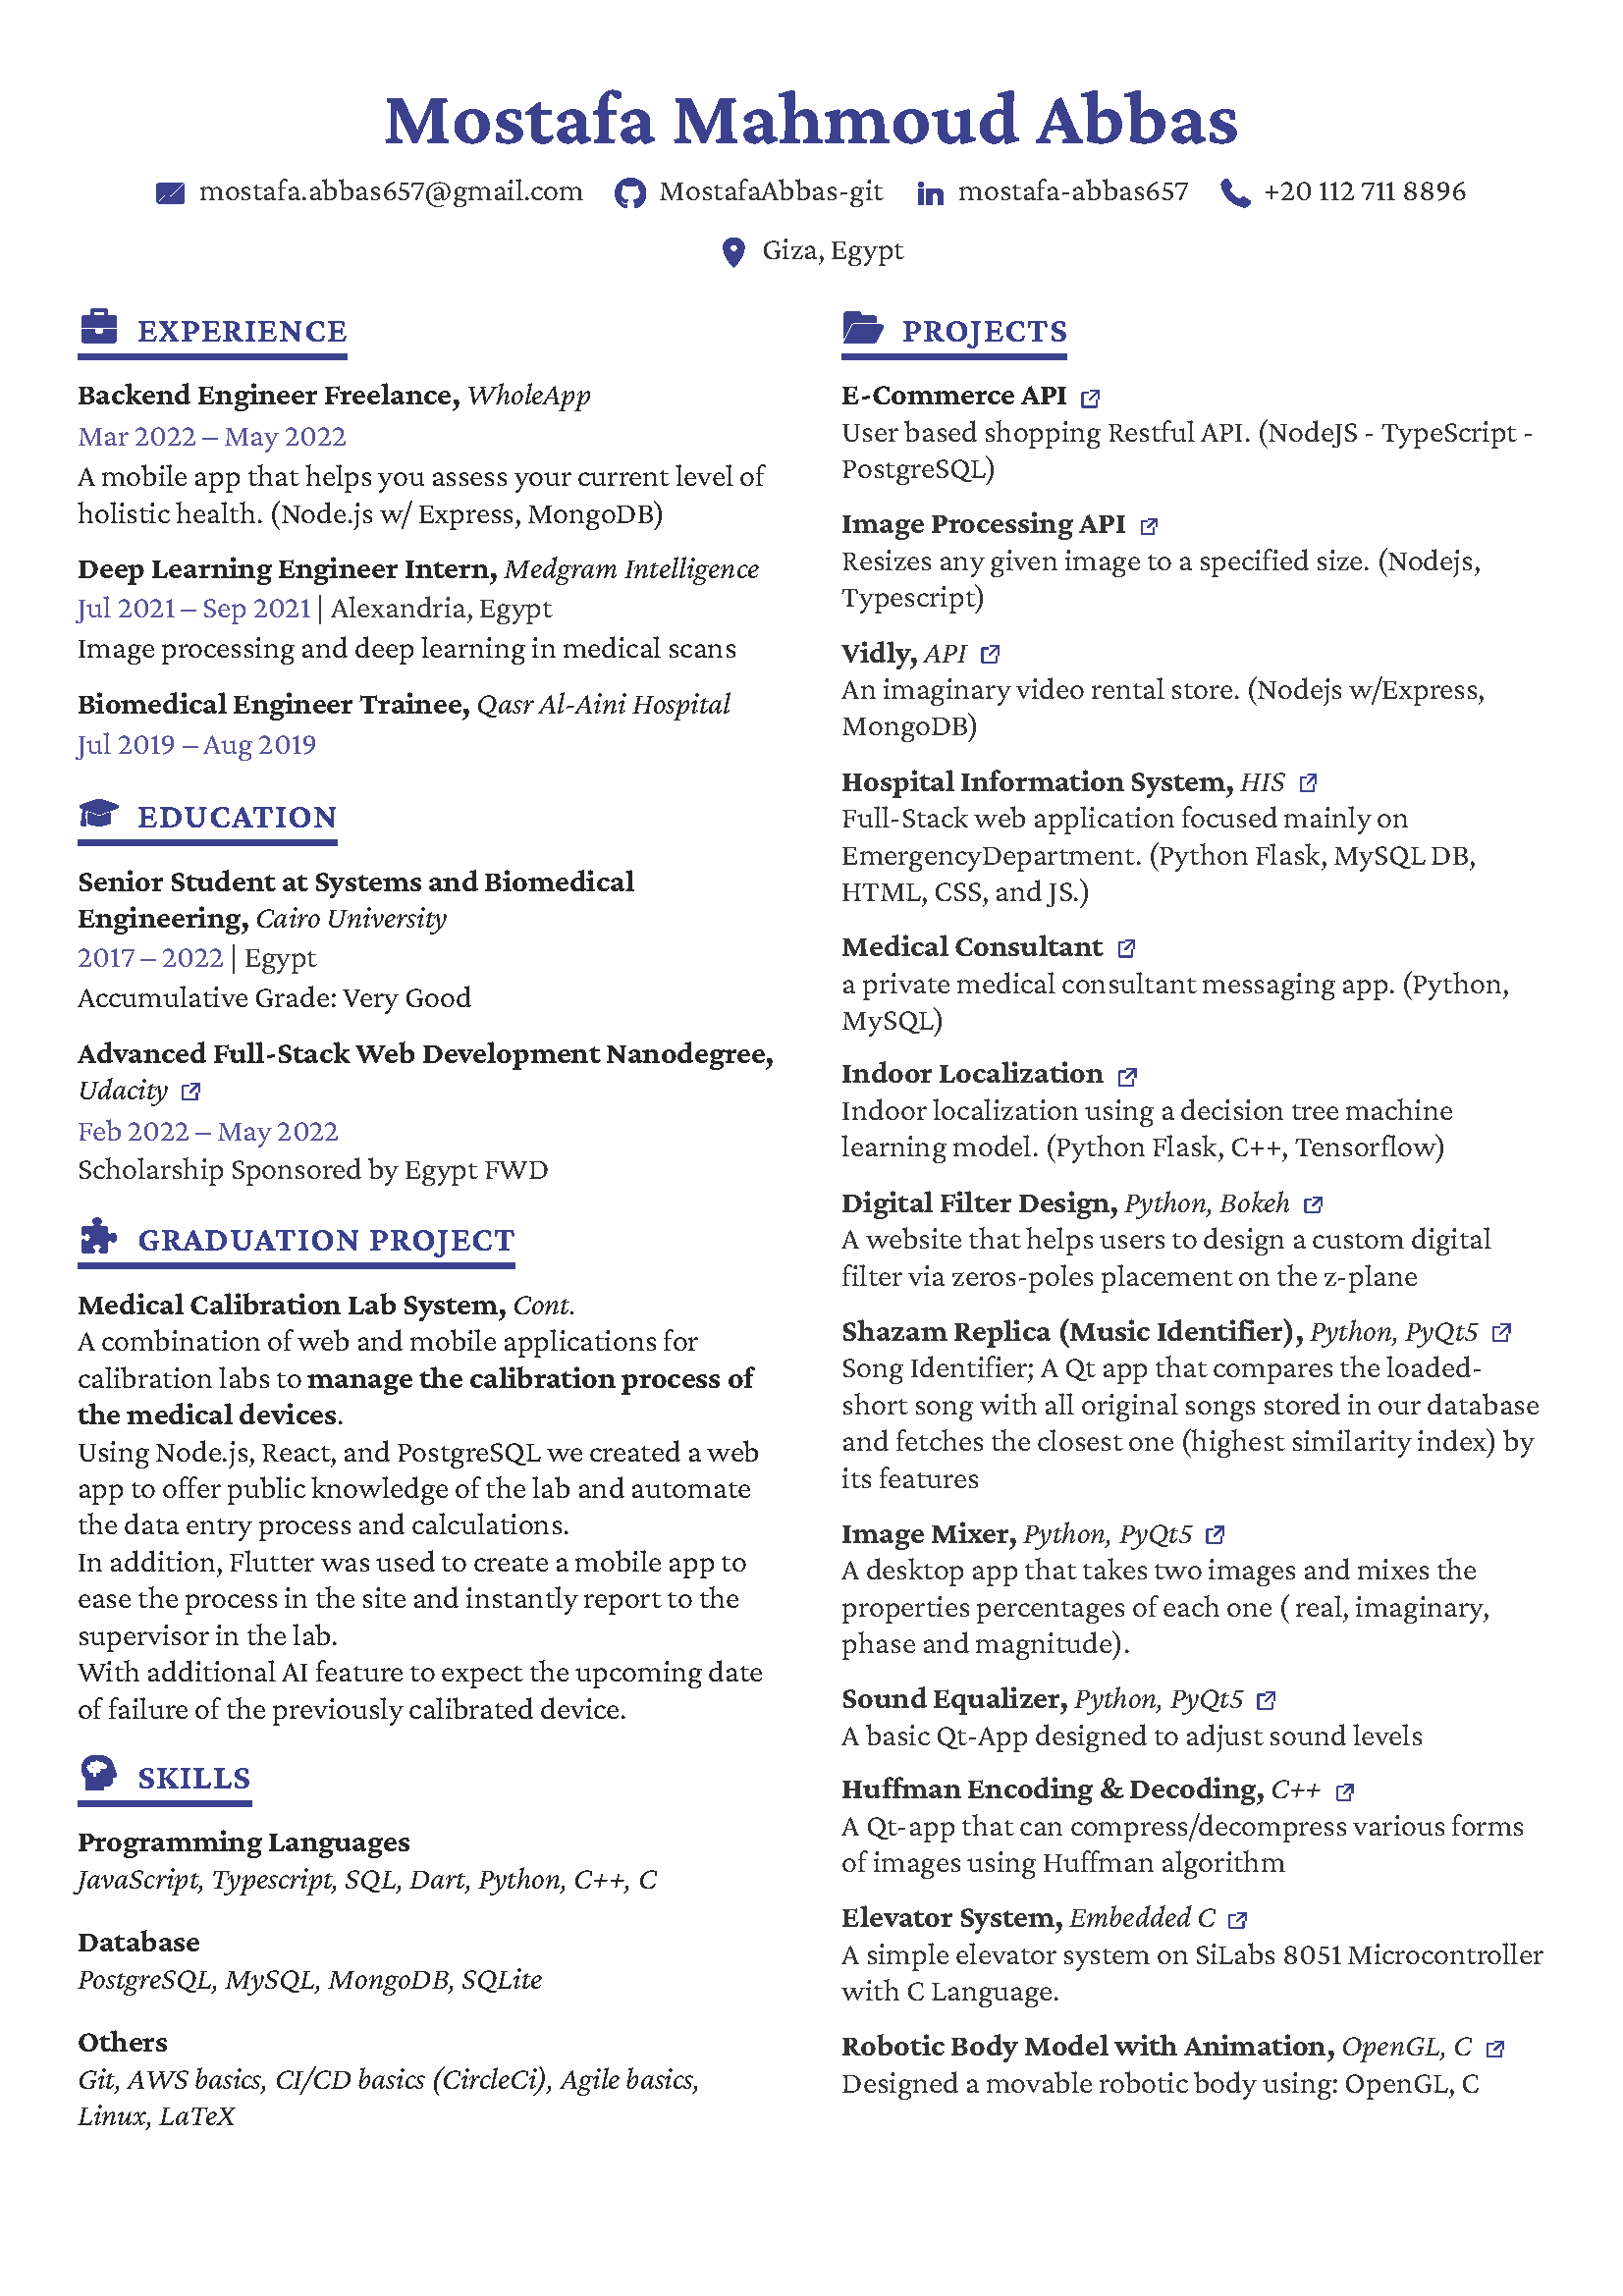 Mostafa Mahmoud Abbas
mostafa.abbas657@gmail.com MostafaAbbas-git mostafa-abbas657 +20 112 711 8896
Giza, Egypt
EXPERIENCE
Backend Engineer Freelance, WholeApp
Mar 2022 – May 2022
A mobile app that helps you assess your current level of
holistic health. (Node.js w/ Express, MongoDB)
Deep Learning Engineer Intern, Medgram Intelligence
Jul 2021 – Sep 2021 | Alexandria, Egypt
Image processing and deep learning in medical scans
Biomedical Engineer Trainee, Qasr Al-Aini Hospital
Jul 2019 – Aug 2019
EDUCATION
Senior Student at Systems and Biomedical
Engineering, Cairo University
2017 – 2022 | Egypt
Accumulative Grade: Very Good
Advanced Full-Stack Web Development Nanodegree,
Udacity
Feb 2022 – May 2022
Scholarship Sponsored by Egypt FWD
GRADUATION PROJECT
Medical Calibration Lab System, Cont.
A combination of web and mobile applications for
calibration labs to manage the calibration process of
the medical devices.
Using Node.js, React, and PostgreSQL we created a web
app to offer public knowledge of the lab and automate
the data entry process and calculations.
In addition, Flutter was used to create a mobile app to
ease the process in the site and instantly report to the
supervisor in the lab.
With additional AI feature to expect the upcoming date
of failure of the previously calibrated device.
SKILLS
Programming Languages
JavaScript, Typescript, SQL, Dart, Python, C++, C
Database
PostgreSQL, MySQL, MongoDB, SQLite
Others
Git, AWS basics, CI/CD basics (CircleCi), Agile basics,
Linux, LaTeX
PROJECTS
E-Commerce API
User based shopping Restful API. (NodeJS - TypeScript -
PostgreSQL)
Image Processing API
Resizes any given image to a specified size. (Nodejs,
Typescript)
Vidly, API
An imaginary video rental store. (Nodejs w/Express,
MongoDB)
Hospital Information System, HIS
Full-Stack web application focused mainly on
EmergencyDepartment. (Python Flask, MySQL DB,
HTML, CSS, and JS.)
Medical Consultant
a private medical consultant messaging app. (Python,
MySQL)
Indoor Localization
Indoor localization using a decision tree machine
learning model. (Python Flask, C++, Tensorflow)
Digital Filter Design, Python, Bokeh
A website that helps users to design a custom digital
filter via zeros-poles placement on the z-plane
Shazam Replica (Music Identifier), Python, PyQt5
Song Identifier; A Qt app that compares the loaded-
short song with all original songs stored in our database
and fetches the closest one (highest similarity index) by
its features
Image Mixer, Python, PyQt5
A desktop app that takes two images and mixes the
properties percentages of each one ( real, imaginary,
phase and magnitude).
Sound Equalizer, Python, PyQt5
A basic Qt-App designed to adjust sound levels
Huffman Encoding & Decoding, C++
A Qt-app that can compress/decompress various forms
of images using Huffman algorithm
Elevator System, Embedded C
A simple elevator system on SiLabs 8051 Microcontroller
with C Language.
Robotic Body Model with Animation, OpenGL, C
Designed a movable robotic body using: OpenGL, C